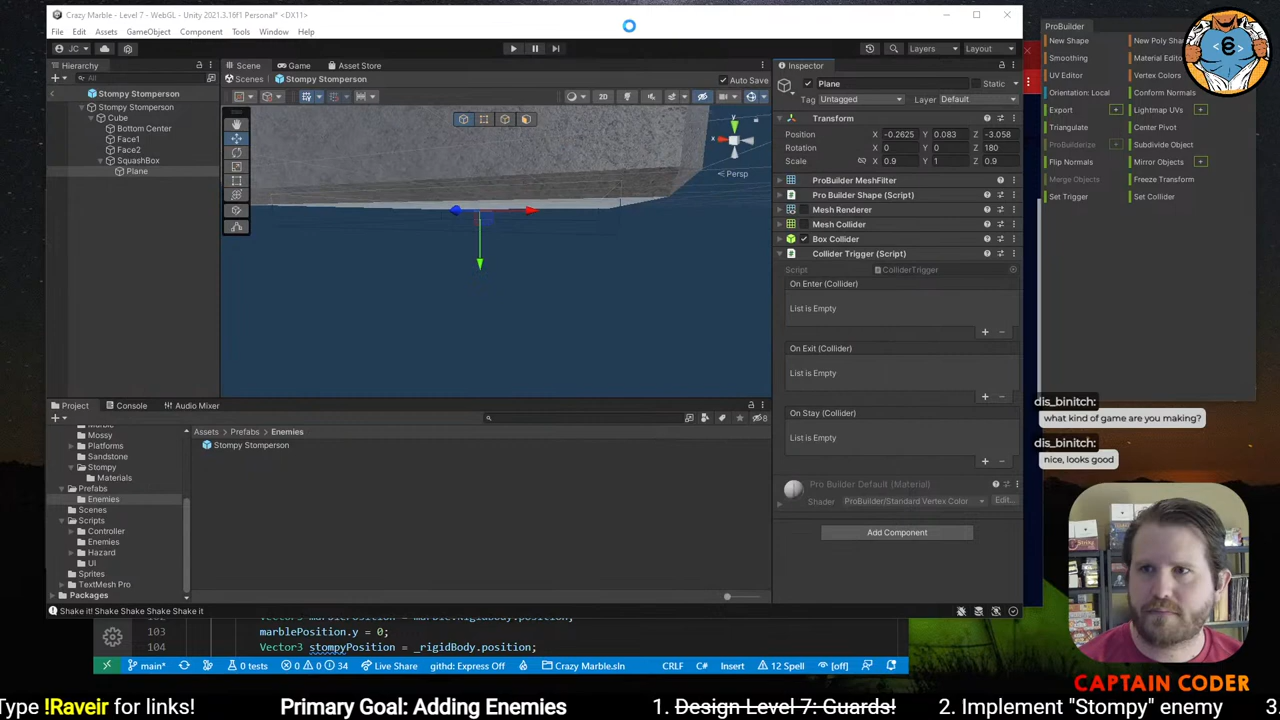 Crazy Marble - Level 7 - WebGL - Unity 2021.3.16f1 Personal* <DX11>
File Edit Assets GameObject Component Tools Window Help
JC Layers Layout
Hierarchy
All
Stompy Stomperson
Stompy Stomperson
Cube
Bottom Center
Face1
Face2
SquashBox
Plane
Scene Game Asset Store
Scenes Stompy Stomperson Auto Save
2D
y
x
Persp
Inspector
Plane Static
Tag Untagged Layer Default
Transform
Position X -0.2625 Y 0.083 Z -3.058
Rotation X 0 Y 0 Z 180
Scale X 0.9 Y 1 Z 0.9
ProBuilder MeshFilter
Pro Builder Shape (Script)
Mesh Renderer
Mesh Collider
Box Collider
Collider Trigger (Script)
Script ColliderTrigger
On Enter (Collider)
List is Empty
On Exit (Collider)
List is Empty
On Stay (Collider)
List is Empty
Pro Builder Default (Material)
Shader ProBuilder/Standard Vertex Color Edit...
Add Component
ProBuilder
New Shape New Poly Sha
Smoothing Material Edito
UV Editor Vertex Colors
Orientation: Local Conform Normals
Export Lightmap UVs
Triangulate Center Pivot
ProBuilderize Subdivide Object
Flip Normals Mirror Objects
Merge Objects Freeze Transform
Set Trigger Set Collider
Project Console Audio Mixer
8
Mossy
Platforms
Sandstone
Stompy
Materials
Prefabs
Enemies
Scenes
Scripts
Controller
Enemies
Hazard
UI
Sprites
TextMesh Pro
Packages
Assets Prefabs Enemies
Stompy Stomperson
Shake it! Shake Shake Shake Shake it
103 marblePosition.y = 0;
104 Vector3 stompyPosition = _rigidBody.position;
main* 0 tests 0 0 34 Live Share githd: Express Off Crazy Marble.sln CRLF C# Insert 12 Spell [off]
dis_binitch:
what kind of game are you making?
dis_binitch:
nice, looks good
CAPTAIN CODER
Type !Raveir for links! Primary Goal: Adding Enemies 1. Design Level 7: Guards! 2. Implement "Stompy" enemy 3.